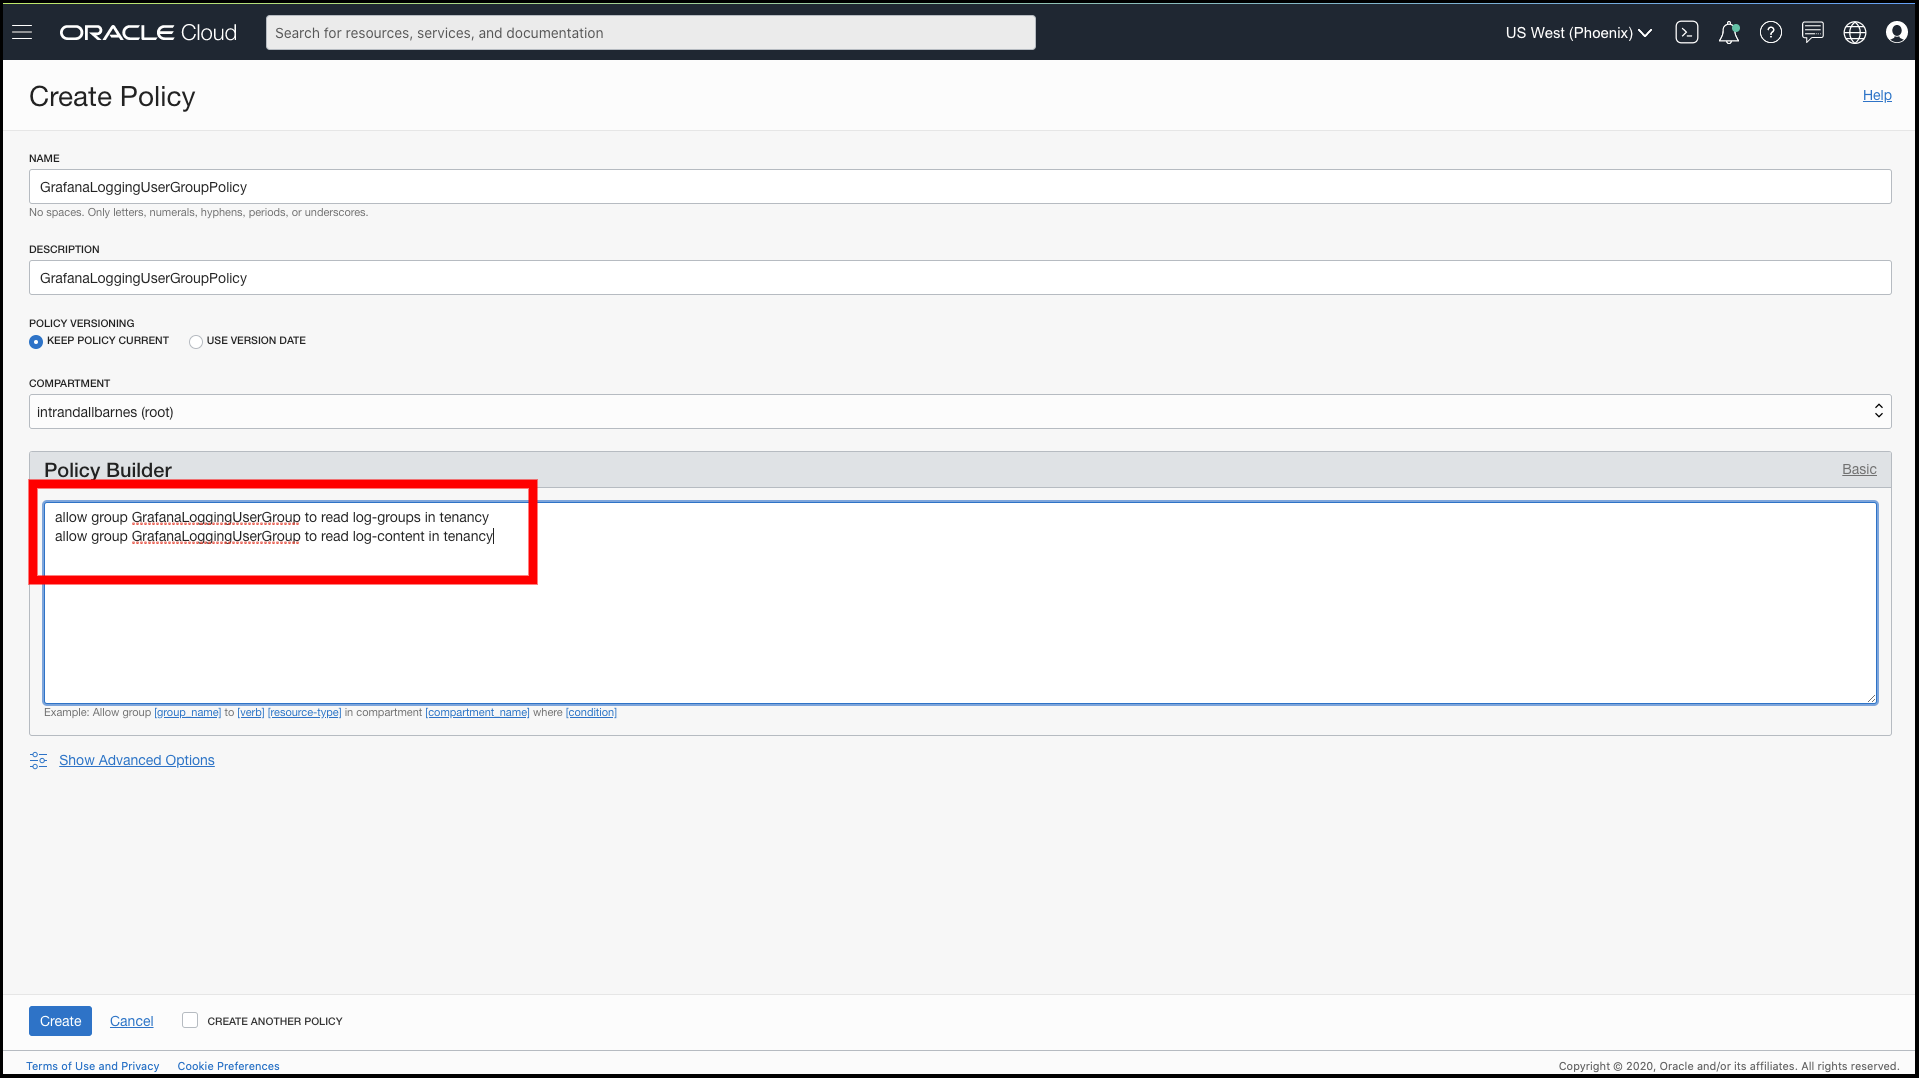 ORACLE Cloud
Search for resources, services, and documentation
US West (Phoenix)
Create Policy
Help
NAME
GrafanaLoggingUserGroupPolicy
No spaces. Only letters, numerals, hyphens, periods, or underscores.
DESCRIPTION
GrafanaLoggingUserGroupPolicy
POLICY VERSIONING
KEEP POLICY CURRENT USE VERSION DATE
COMPARTMENT
intrandallbarnes (root)
Policy Builder
Basic
allow group GrafanaLoggingUserGroup to read log-groups in tenancy
allow group GrafanaLoggingUserGroup to read log-content in tenancy
Example: Allow group [group_name] to [verb] [resource-type] in compartment [compartment_name] where [condition]
Show Advanced Options
Create Cancel CREATE ANOTHER POLICY
Terms of Use and Privacy Cookie Preferences
Copyright © 2020, Oracle and/or its affiliates. All rights reserved.